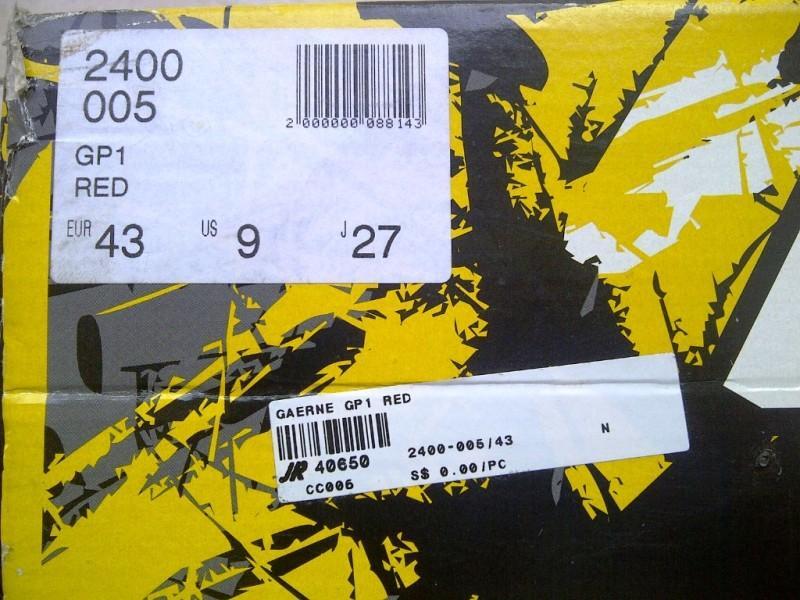 2400
005
GP1
RED
2 000000 088143
EUR 43 US 9 J 27
GAERNE GP1 RED
JR 40650
CC006
2400-005/43
S$ 0.00/PC
N